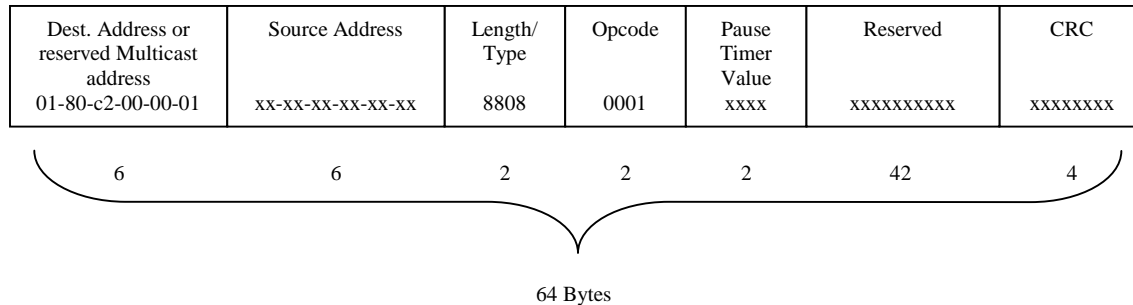 Dest. Address or
reserved Multicast
address
01-80-c2-00-00-01
Source Address
xx-xx-xx-xx-xx-xx
Length/
Type
8808
Opcode
0001
Pause
Timer
Value
xxxx
Reserved
xxxxxxxxxx
CRC
xxxxxxxx
6 6 2 2 2 42 4
64 Bytes